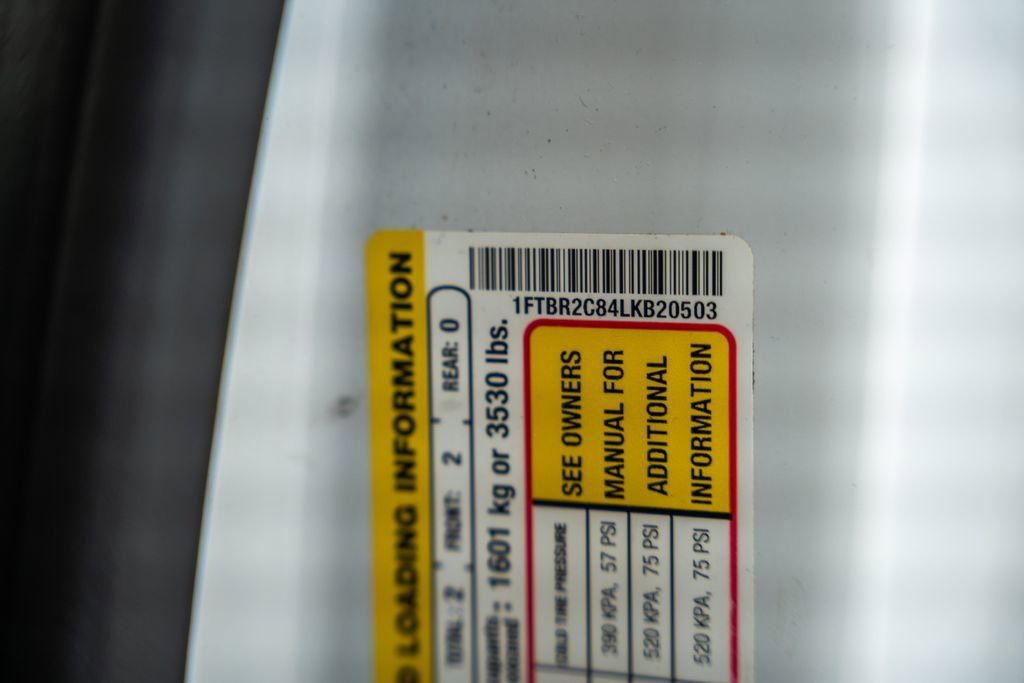 LOADING INFORMATION
TOTAL: 2 FRONT: 2 REAR: 0
1601 kg or 3530 lbs.
1FTBR2C84LKB20503
SEE OWNERS
MANUAL FOR
ADDITIONAL
INFORMATION
COLD TIRE PRESSURE
390 KPA, 57 PSI
520 KPA, 75 PSI
520 KPA, 75 PSI